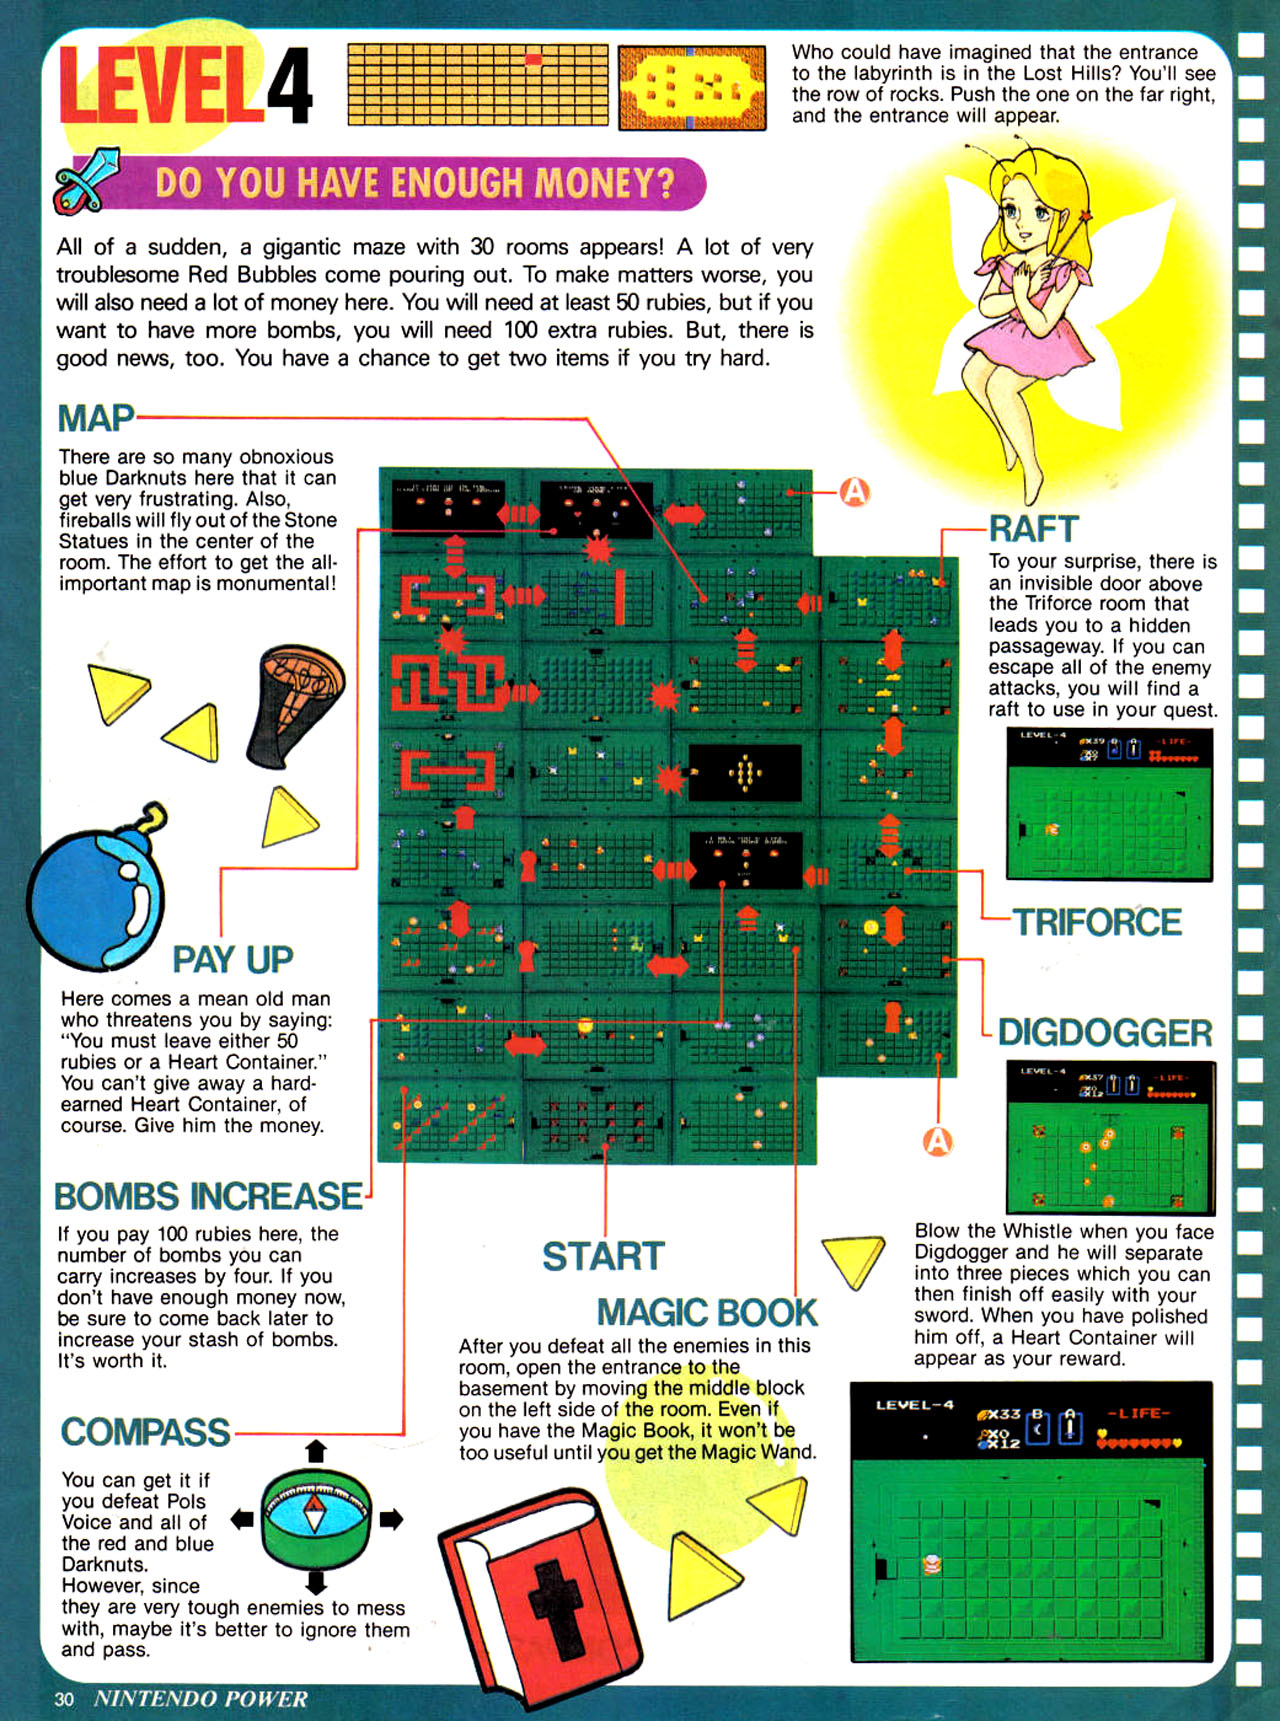 LEVEL 4
Who could have imagined that the entrance
to the labyrinth is in the Lost Hills? You'll see
the row of rocks. Push the one on the far right,
and the entrance will appear.
DO YOU HAVE ENOUGH MONEY?
All of a sudden, a gigantic maze with 30 rooms appears! A lot of very
troublesome Red Bubbles come pouring out. To make matters worse, you
will also need a lot of money here. You will need at least 50 rubies, but if you
want to have more bombs, you will need 100 extra rubies. But, there is
good news, too. You have a chance to get two items if you try hard.
MAP
There are so many obnoxious
blue Darknuts here that it can
get very frustrating. Also,
fireballs will fly out of the Stone
Statues in the center of the
room. The effort to get the all-
important map is monumental!
A
RAFT
To your surprise, there is
an invisible door above
the Triforce room that
leads you to a hidden
passageway. If you can
escape all of the enemy
attacks, you will find a
raft to use in your quest.
LEVEL-4
X39 B A -LIFE-
X0
X7
TRIFORCE
PAY UP
Here comes a mean old man
who threatens you by saying:
"You must leave either 50
rubies or a Heart Container."
You can't give away a hard-
earned Heart Container, of
course. Give him the money.
DIGDOGGER
LEVEL-4
X37 B A -LIFE-
X0
X12
A
Blow the Whistle when you face
Digdogger and he will separate
into three pieces which you can
then finish off easily with your
sword. When you have polished
him off, a Heart Container will
appear as your reward.
BOMBS INCREASE
If you pay 100 rubies here, the
number of bombs you can
carry increases by four. If you
don't have enough money now,
be sure to come back later to
increase your stash of bombs.
It's worth it.
START
MAGIC BOOK
After you defeat all the enemies in this
room, open the entrance to the
basement by moving the middle block
on the left side of the room. Even if
you have the Magic Book, it won't be
too useful until you get the Magic Wand.
LEVEL-4
X33 B A -LIFE-
X0
X12
COMPASS
You can get it if
you defeat Pols
Voice and all of
the red and blue
Darknuts.
However, since
they are very tough enemies to mess
with, maybe it's better to ignore them
and pass.
30 NINTENDO POWER